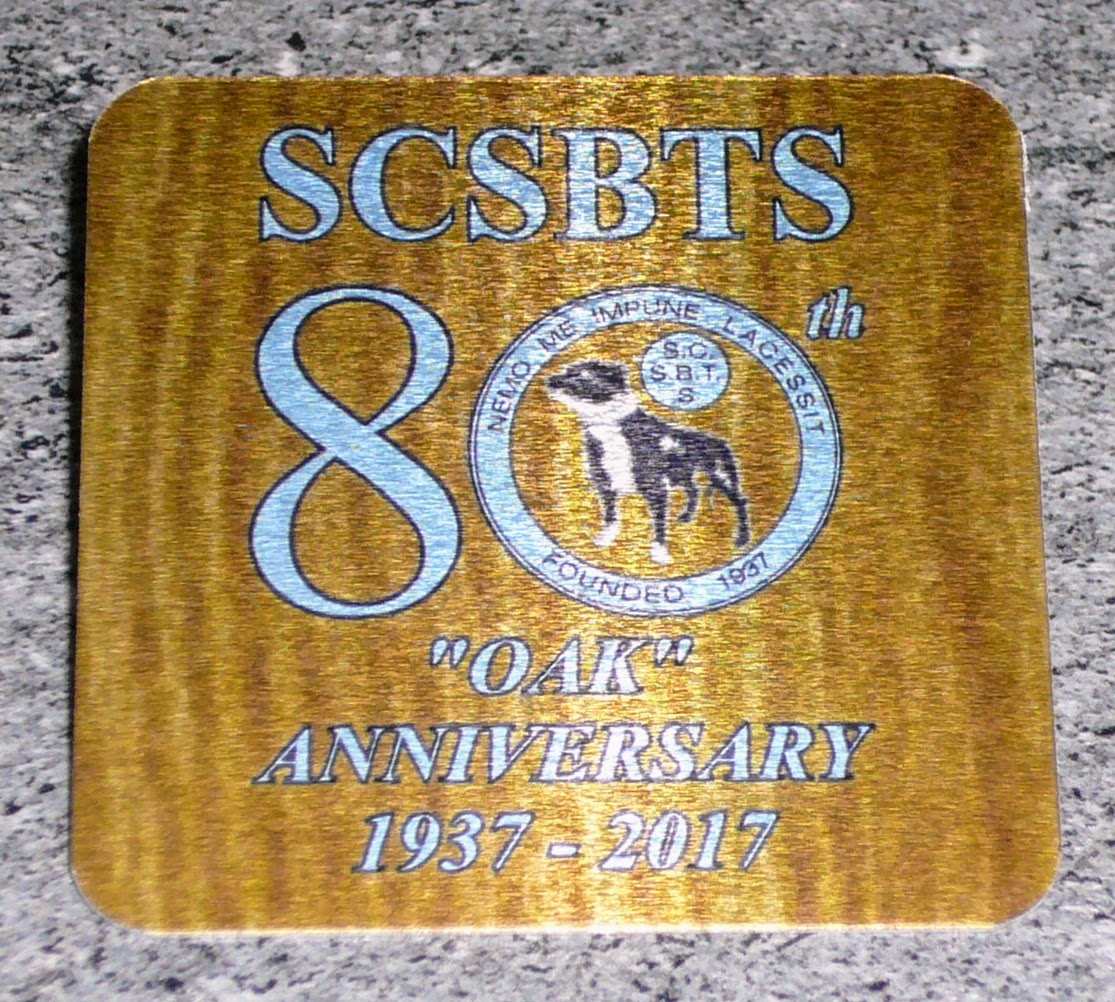 SCSBTS
80th
NEMO ME IMPUNE LACESSIT
S.C.
S.B.T.
S
FOUNDED 1937
"OAK"
ANNIVERSARY
1937 - 2017